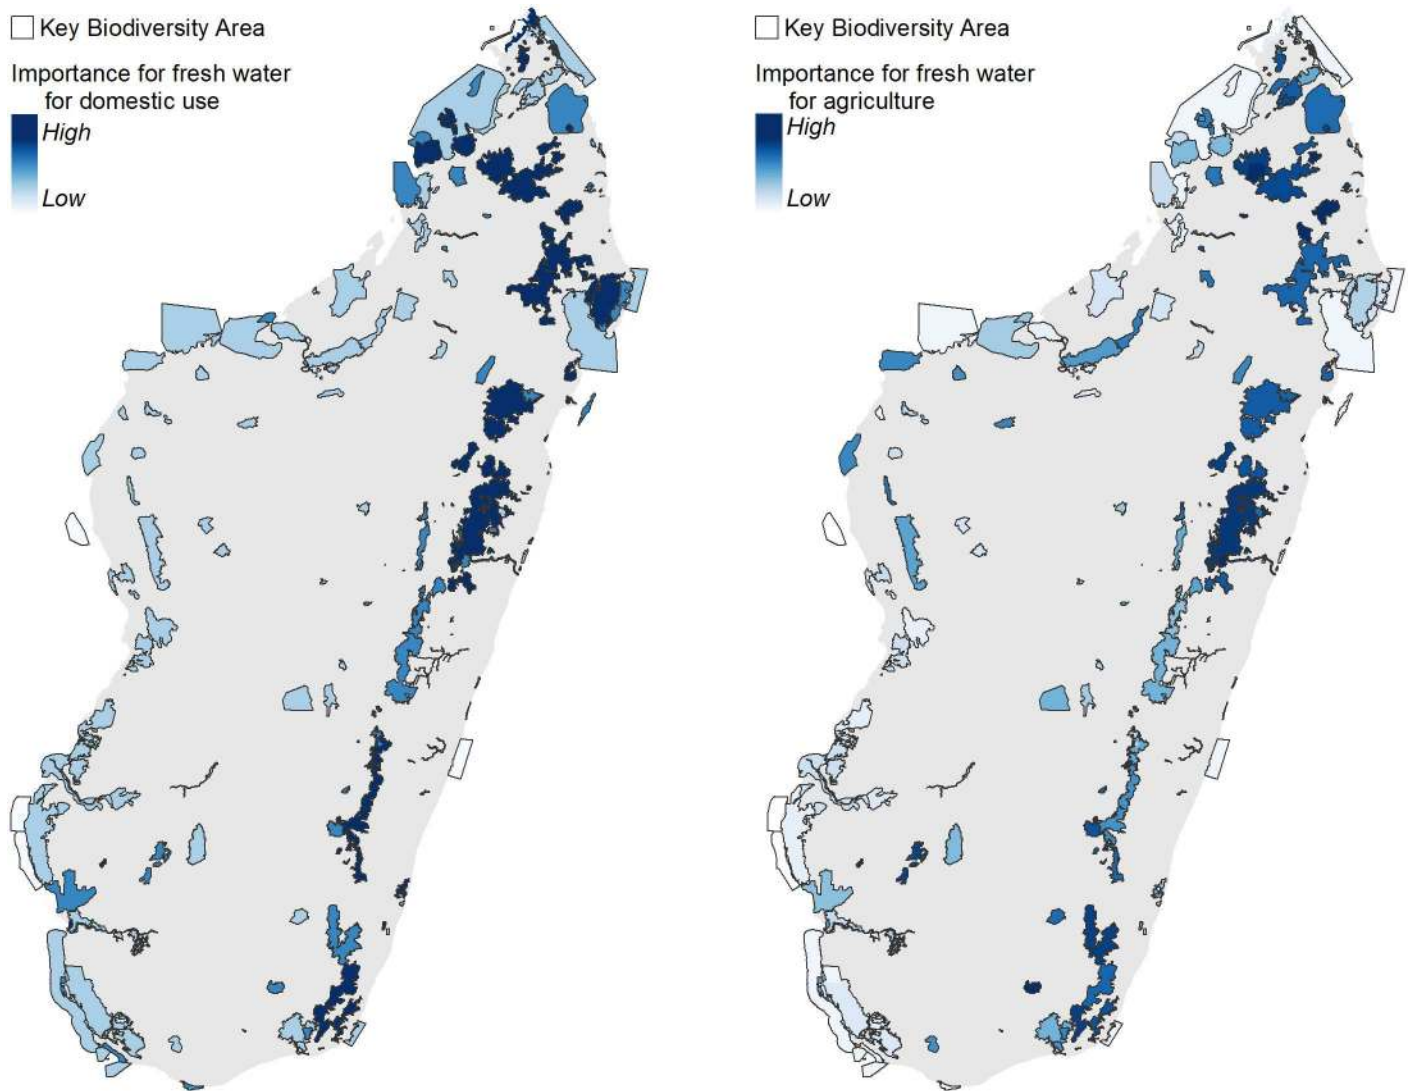 Key Biodiversity Area
Importance for fresh water
for domestic use
High
Low
Key Biodiversity Area
Importance for fresh water
for agriculture
High
Low